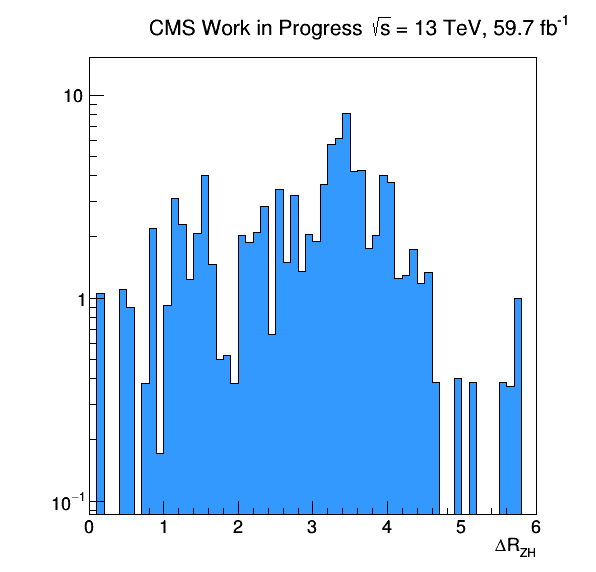 CMS Work in Progress √s = 13 TeV, 59.7 fb⁻¹
10
1
10⁻¹
0 1 2 3 4 5 6
ΔR_ZH